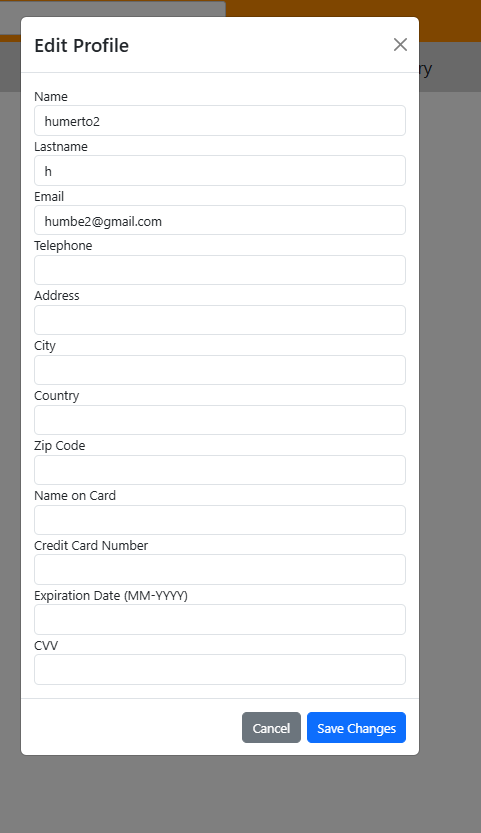 Edit Profile
Name
humerto2
Lastname
h
Email
humbe2@gmail.com
Telephone
Address
City
Country
Zip Code
Name on Card
Credit Card Number
Expiration Date (MM-YYYY)
CVV
Cancel Save Changes